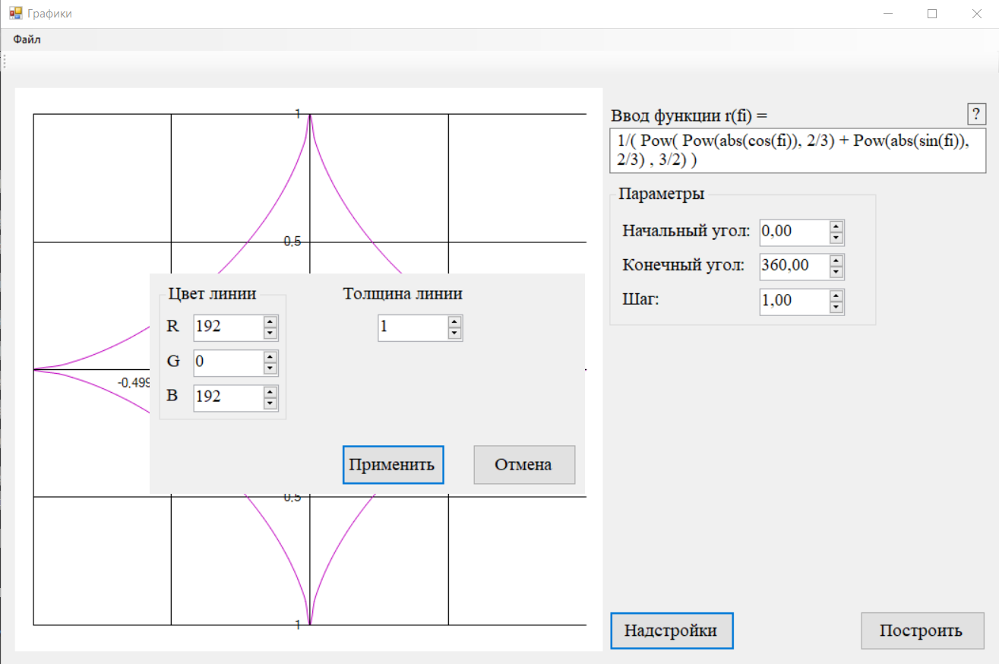 Графики
Файл
1
0,5
-0,499
0,5
1
Цвет линии
R 192
G 0
B 192
Толщина линии
1
Применить
Отмена
Ввод функции r(fi) =
?
1/( Pow( Pow(abs(cos(fi)), 2/3) + Pow(abs(sin(fi)),
2/3) , 3/2) )
Параметры
Начальный угол: 0,00
Конечный угол: 360,00
Шаг: 1,00
Надстройки
Построить